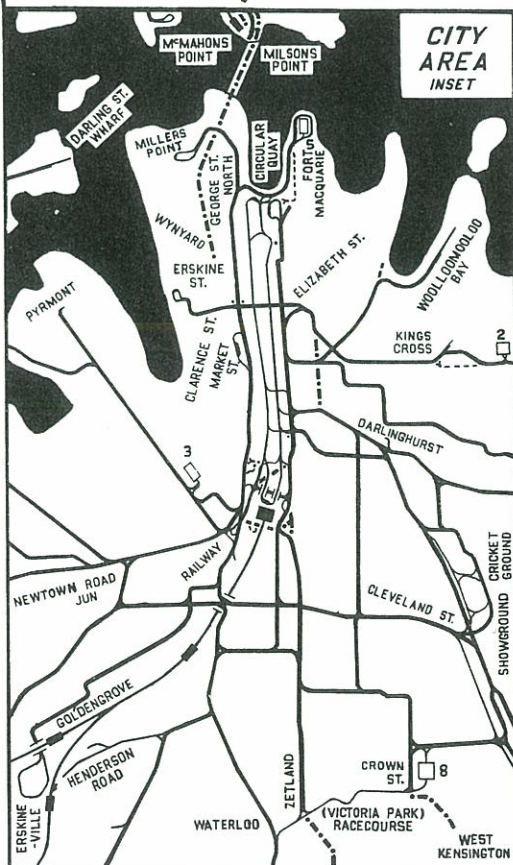 McMAHONS
POINT
MILSONS
POINT
CITY
AREA
INSET
DARLING ST.
WHARF
MILLERS
POINT
GEORGE ST.
NORTH
CIRCULAR
QUAY
5
FORT
MACQUARIE
WYNYARD
ERSKINE
ST.
ELIZABETH ST.
WOOLLOOMOOLOO
BAY
PYRMONT
CLARENCE ST.
MARKET
ST.
KINGS
CROSS
2
DARLINGHURST
3
RAILWAY
NEWTOWN ROAD
JUN
CLEVELAND ST.
SHOWGROUND
CRICKET
GROUND
GOLDENGROVE
HENDERSON
ROAD
ERSKINE
-VILLE
ZETLAND
CROWN
ST.
8
WATERLOO
(VICTORIA PARK)
RACECOURSE
WEST
KENSINGTON